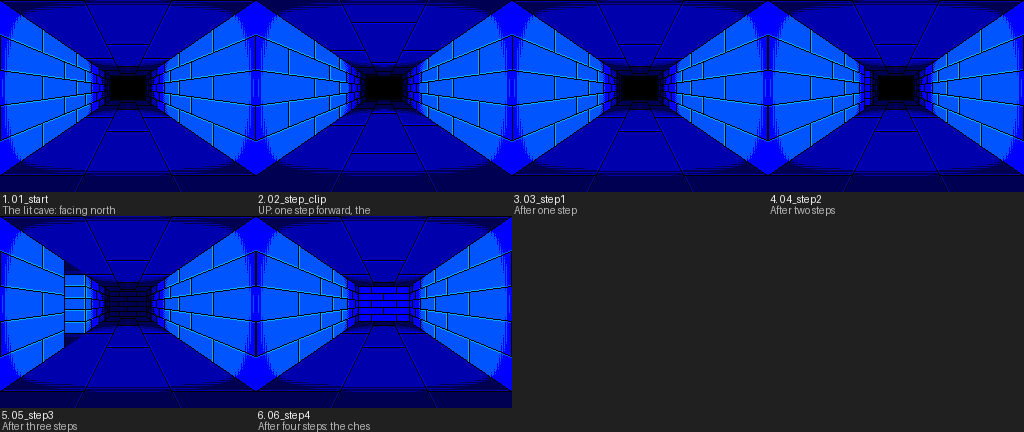 1. 01_start
The lit cave: facing north
2. 02_step_clip
UP: one step forward, the
3. 03_step1
After one step
4. 04_step2
After two steps
5. 05_step3
After three steps
6. 06_step4
After four steps: the ches